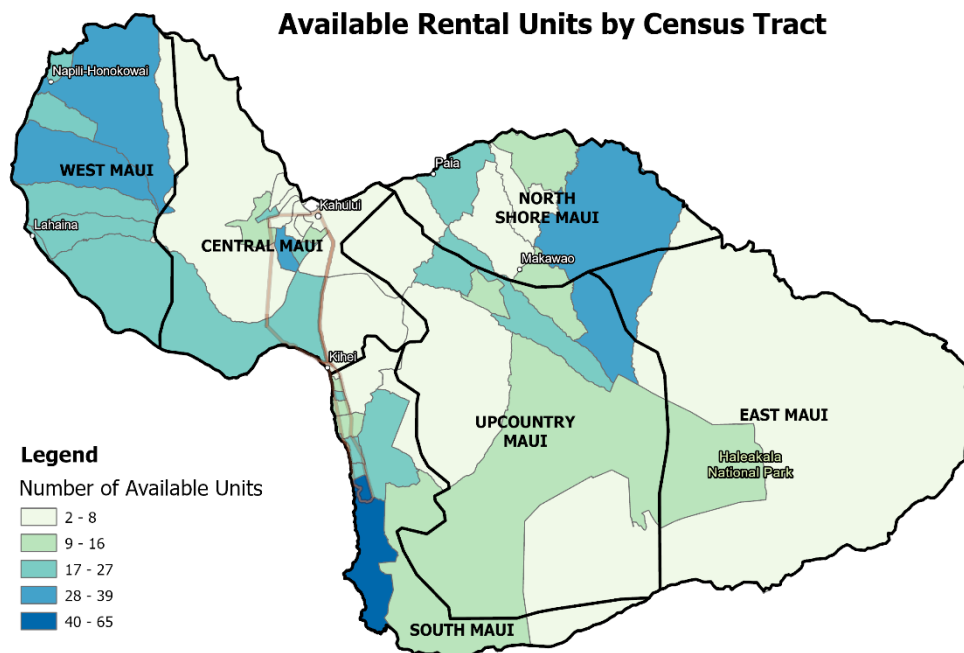 Available Rental Units by Census Tract
Napili-Honokowai
WEST MAUI
Lahaina
Kahului
CENTRAL MAUI
Paia
NORTH
SHORE MAUI
Makawao
Kihei
UPCOUNTRY
MAUI
EAST MAUI
Haleakala
National Park
SOUTH MAUI
Legend
Number of Available Units
2 - 8
9 - 16
17 - 27
28 - 39
40 - 65